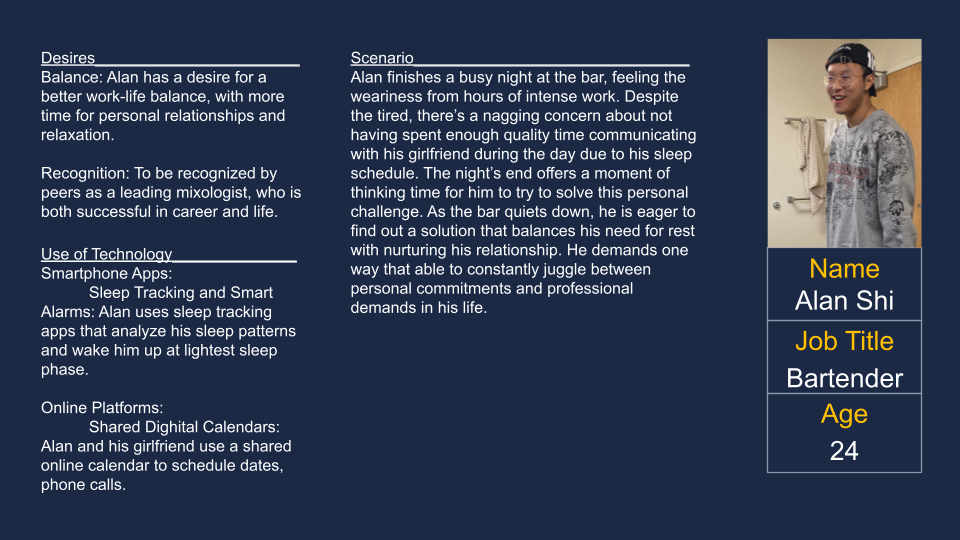 Desires
Balance: Alan has a desire for a
better work-life balance, with more
time for personal relationships and
relaxation.
Recognition: To be recognized by
peers as a leading mixologist, who is
both successful in career and life.
Use of Technology
Smartphone Apps:
Sleep Tracking and Smart
Alarms: Alan uses sleep tracking
apps that analyze his sleep patterns
and wake him up at lightest sleep
phase.
Online Platforms:
Shared Dighital Calendars:
Alan and his girlfriend use a shared
online calendar to schedule dates,
phone calls.
Scenario
Alan finishes a busy night at the bar, feeling the
weariness from hours of intense work. Despite
the tired, there's a nagging concern about not
having spent enough quality time communicating
with his girlfriend during the day due to his sleep
schedule. The night's end offers a moment of
thinking time for him to try to solve this personal
challenge. As the bar quiets down, he is eager to
find out a solution that balances his need for rest
with nurturing his relationship. He demands one
way that able to constantly juggle between
personal commitments and professional
demands in his life.
Name
Alan Shi
Job Title
Bartender
Age
24